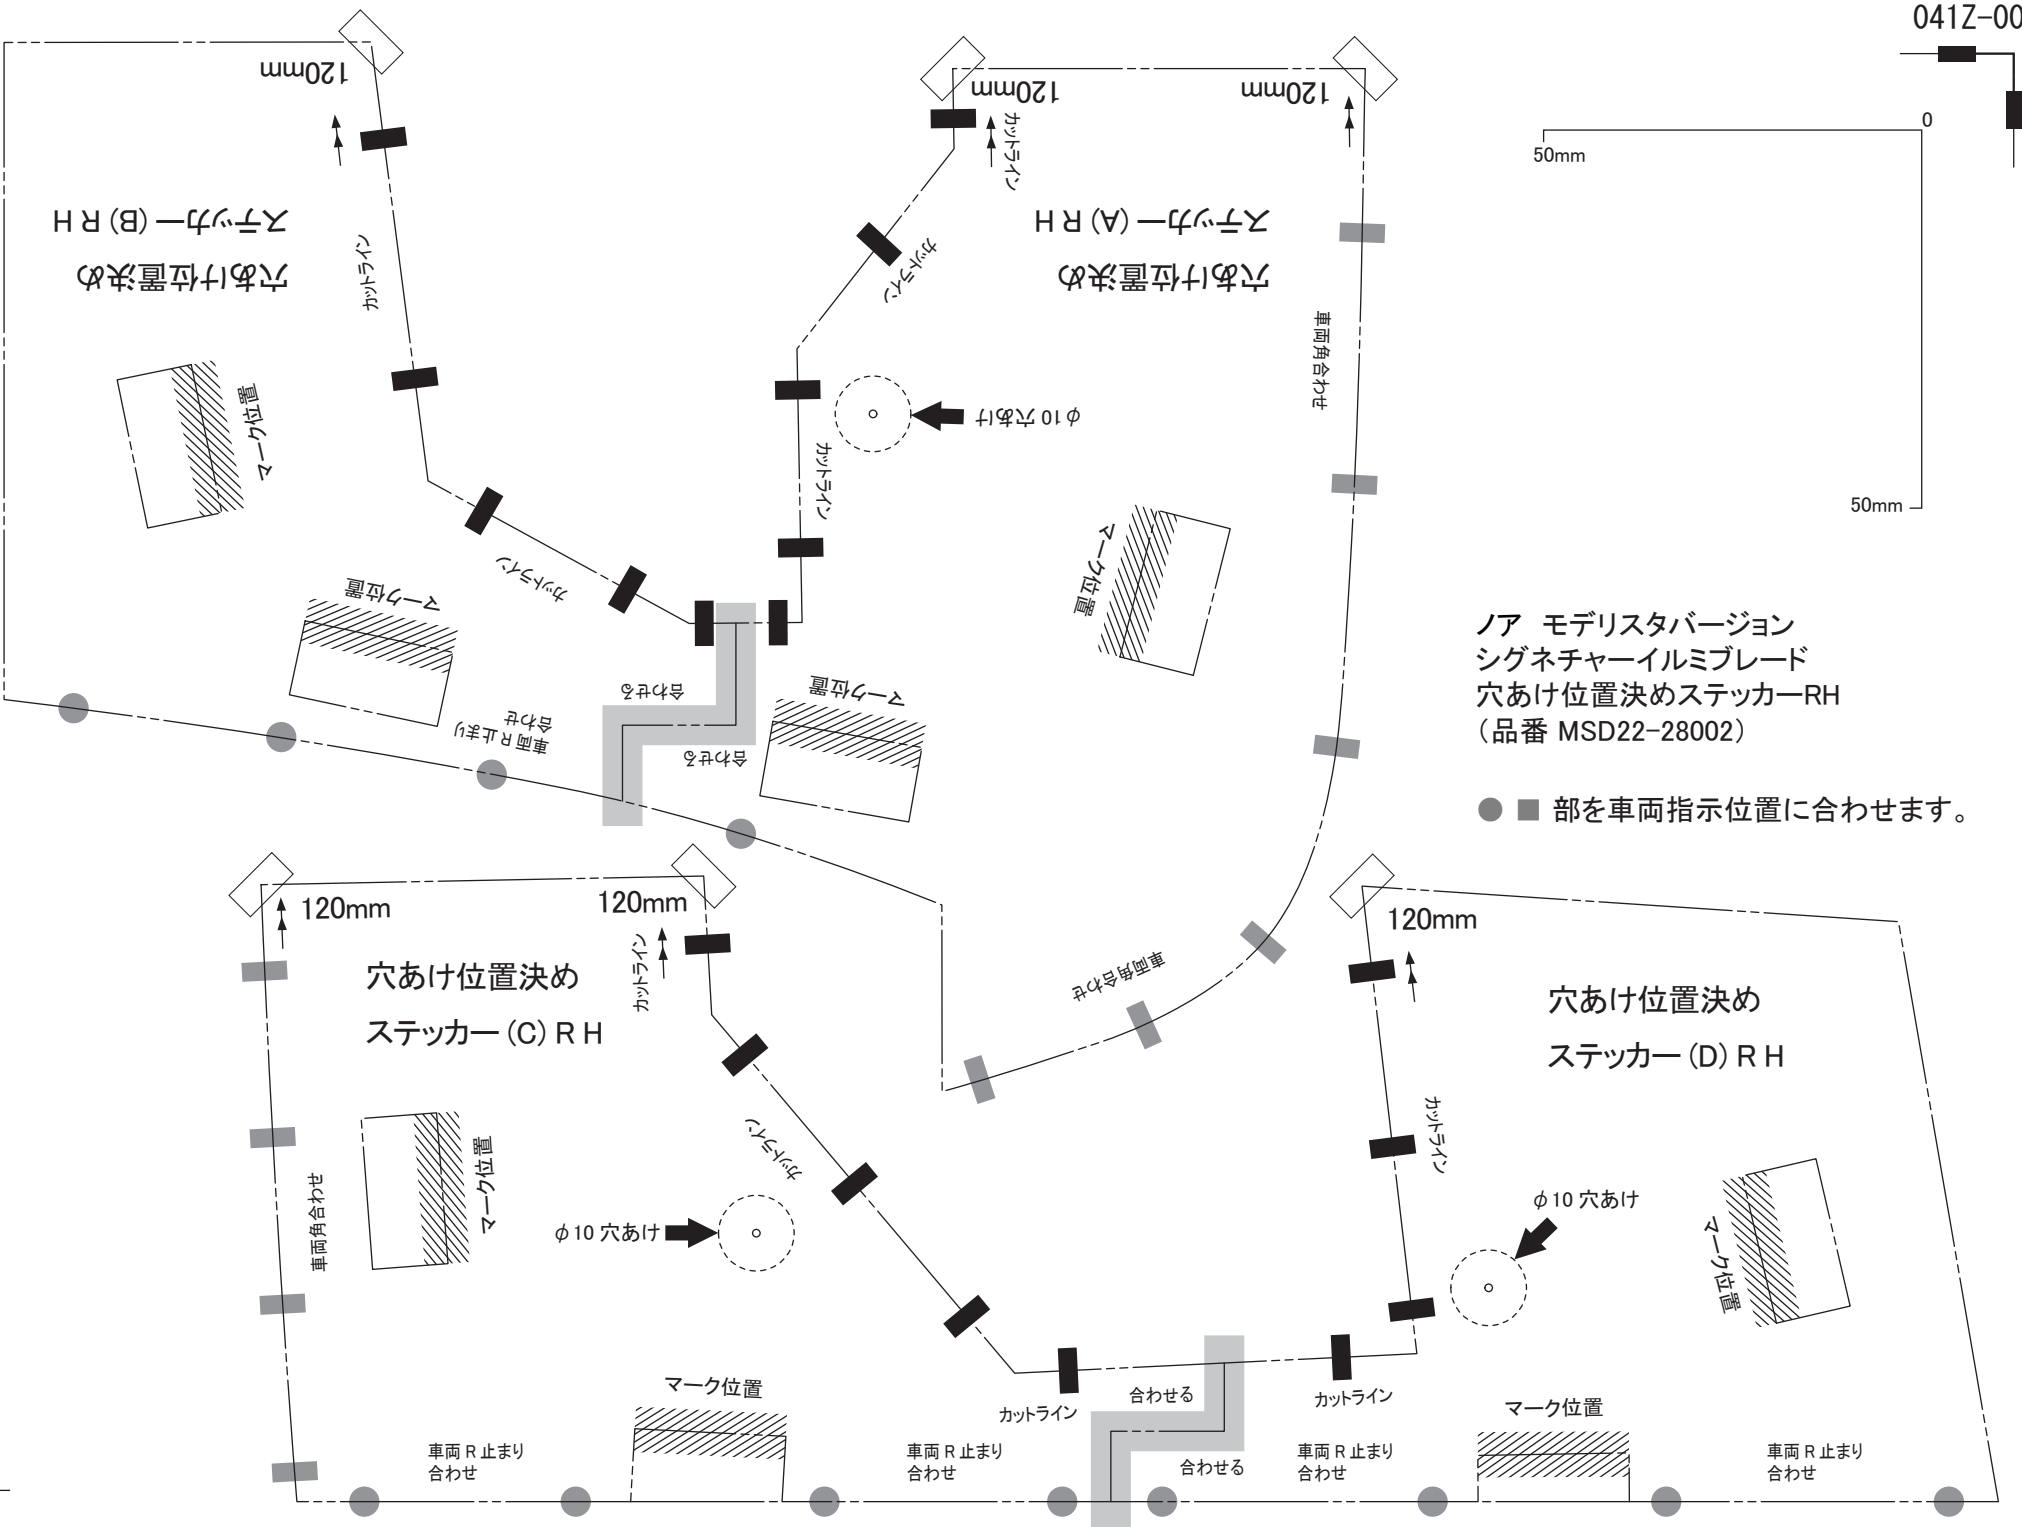 041Z-00
120mm
120mm
120mm
カットライン
0
50mm
50mm
穴あけ位置決め
ステッカー (B) R H
カットライン
マーク位置
マーク位置
カットライン
車両 R 止まり
合わせ
合わせる
穴あけ位置決め
ステッカー (A) R H
カットライン
カットライン
φ10 穴あけ
車両角合わせ
マーク位置
マーク位置
合わせる
車両角合わせ
ノア モデリスタバージョン
シグネチャーイルミブレード
穴あけ位置決めステッカーRH
（品番 MSD22-28002）
● ■ 部を車両指示位置に合わせます。
120mm
120mm
カットライン
穴あけ位置決め
ステッカー (C) R H
カットライン
マーク位置
車両角合わせ
φ10 穴あけ
マーク位置
カットライン
車両 R 止まり
合わせ
車両 R 止まり
合わせ
合わせる
120mm
穴あけ位置決め
ステッカー (D) R H
カットライン
φ10 穴あけ
マーク位置
カットライン
マーク位置
合わせる
車両 R 止まり
合わせ
車両 R 止まり
合わせ